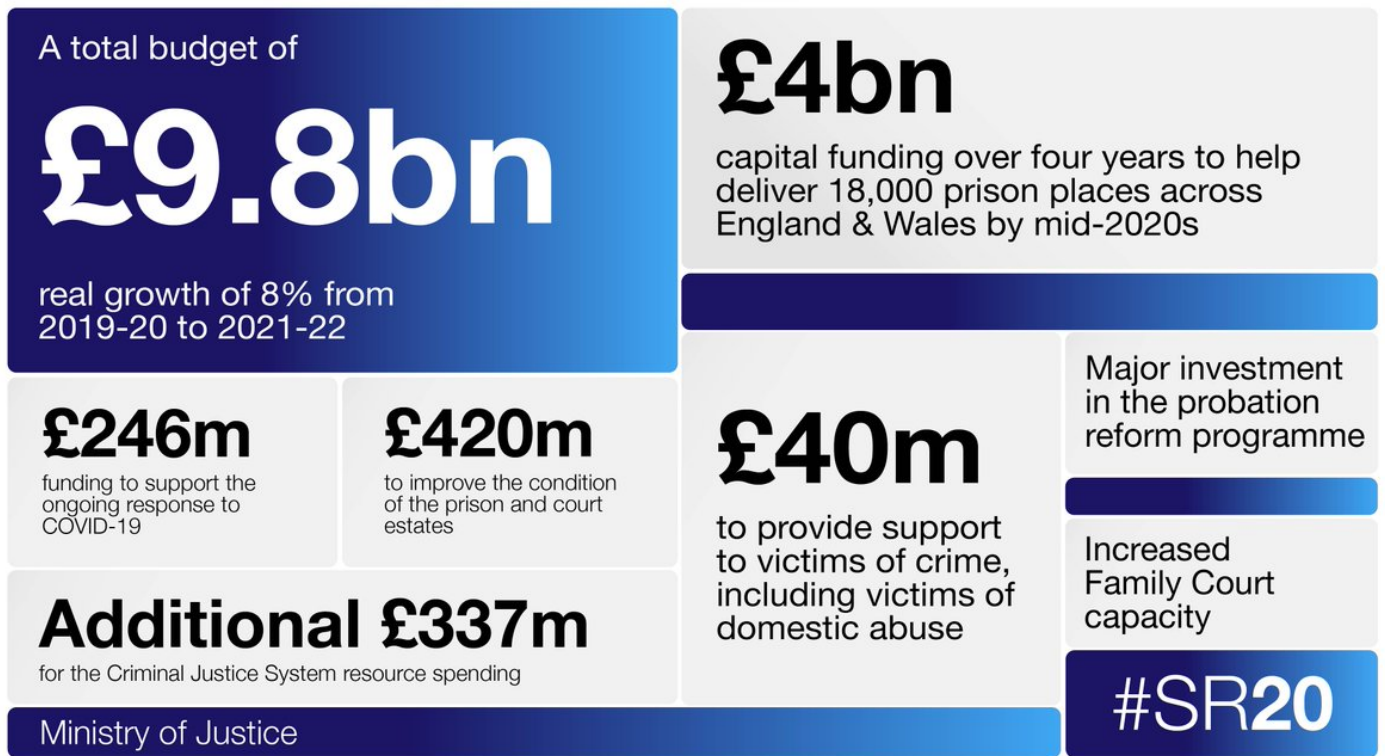 A total budget of
£9.8bn
real growth of 8% from
2019-20 to 2021-22
£4bn
capital funding over four years to help
deliver 18,000 prison places across
England & Wales by mid-2020s
£246m
funding to support the
ongoing response to
COVID-19
£420m
to improve the condition
of the prison and court
estates
Additional £337m
for the Criminal Justice System resource spending
£40m
to provide support
to victims of crime,
including victims of
domestic abuse
Major investment
in the probation
reform programme
Increased
Family Court
capacity
Ministry of Justice
#SR20